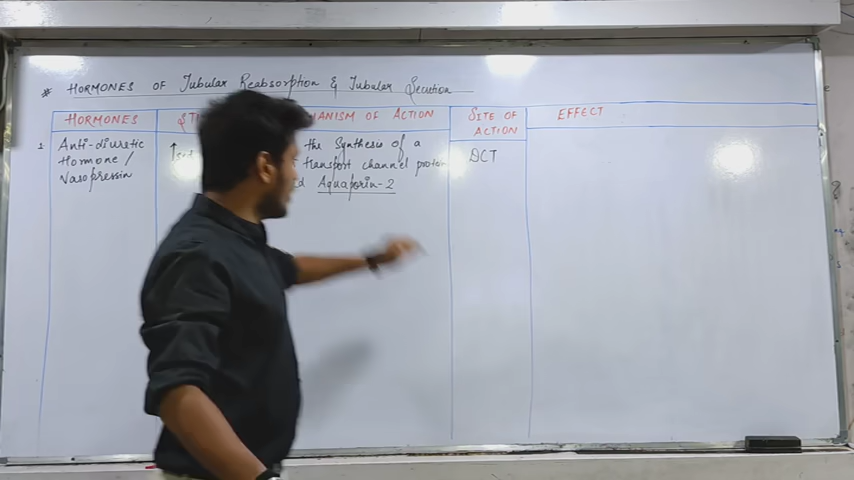 * HORMONES OF Tubular Reabsorption & Tubular Secretion
HORMONES
MECHANISM OF ACTION
SITE OF
ACTION
EFFECT
1. Anti-diuretic
Hormone /
Vasopressin
↑
the Synthesis of a
transport channel protein
Aquaporin-2
DCT